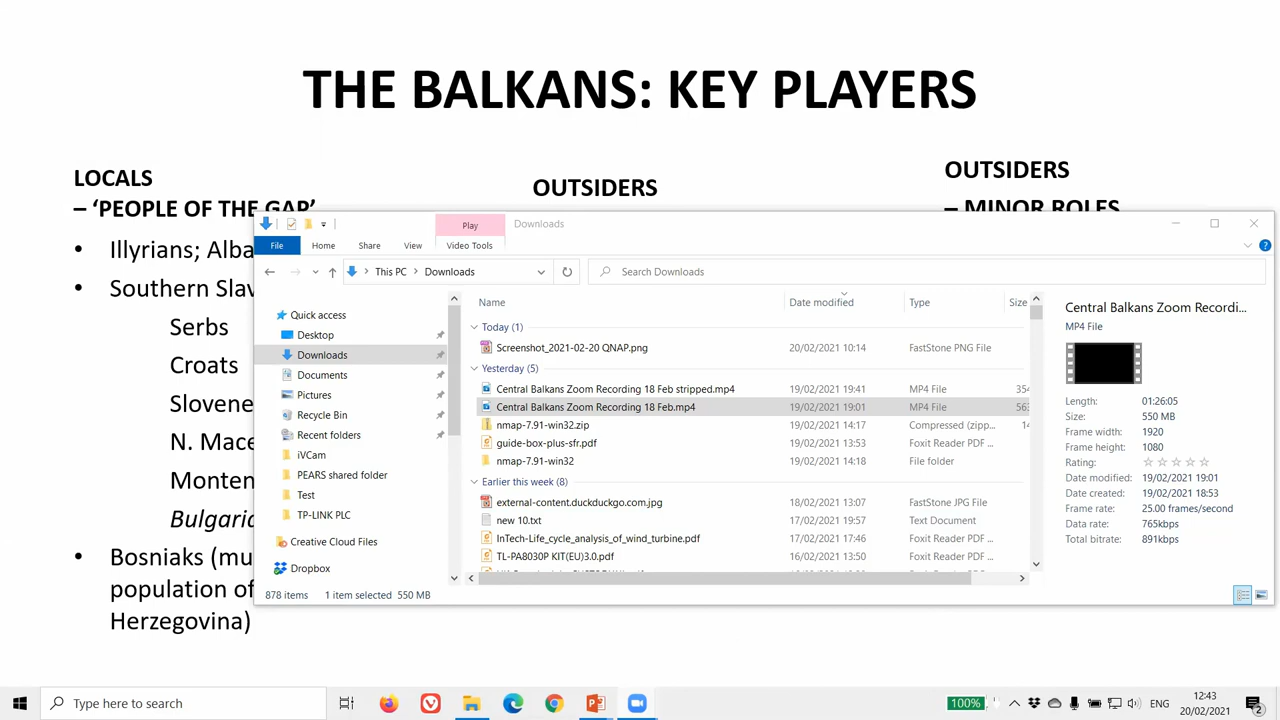 THE BALKANS: KEY PLAYERS
LOCALS
– ‘PEOPLE OF THE GAP’
OUTSIDERS
OUTSIDERS
– MINOR ROLES
• Illyrians; Alba
• Southern Slav
Serbs
Croats
Slovene
N. Mace
Monten
Bulgaria
• Bosniaks (mu
population of
Herzegovina)
Play
Downloads
File
Home
Share
View
Video Tools
This PC
Downloads
Search Downloads
Quick access
Desktop
Downloads
Documents
Pictures
Recycle Bin
Recent folders
iVCam
PEARS shared folder
Test
TP-LINK PLC
Creative Cloud Files
Dropbox
Name Date modified Type Size
Today (1)
Screenshot_2021-02-20 QNAP.png 20/02/2021 10:14 FastStone PNG File
Yesterday (5)
Central Balkans Zoom Recording 18 Feb stripped.mp4 19/02/2021 19:41 MP4 File 354
Central Balkans Zoom Recording 18 Feb.mp4 19/02/2021 19:01 MP4 File 563
nmap-7.91-win32.zip 19/02/2021 14:17 Compressed (zipp... 14
guide-box-plus-sfr.pdf 19/02/2021 13:53 Foxit Reader PDF ...
nmap-7.91-win32 19/02/2021 14:18 File folder
Earlier this week (8)
external-content.duckduckgo.com.jpg 18/02/2021 13:07 FastStone JPG File
new 10.txt 17/02/2021 19:57 Text Document
InTech-Life_cycle_analysis_of_wind_turbine.pdf 17/02/2021 17:46 Foxit Reader PDF ...
TL-PA8030P KIT(EU)3.0.pdf 16/02/2021 13:50 Foxit Reader PDF ...
Central Balkans Zoom Recordi...
MP4 File
Length: 01:26:05
Size: 550 MB
Frame width: 1920
Frame height: 1080
Rating:
Date modified: 19/02/2021 19:01
Date created: 19/02/2021 18:53
Frame rate: 25.00 frames/second
Data rate: 765kbps
Total bitrate: 891kbps
878 items 1 item selected 550 MB
Type here to search
100%
ENG
12:43
20/02/2021
2